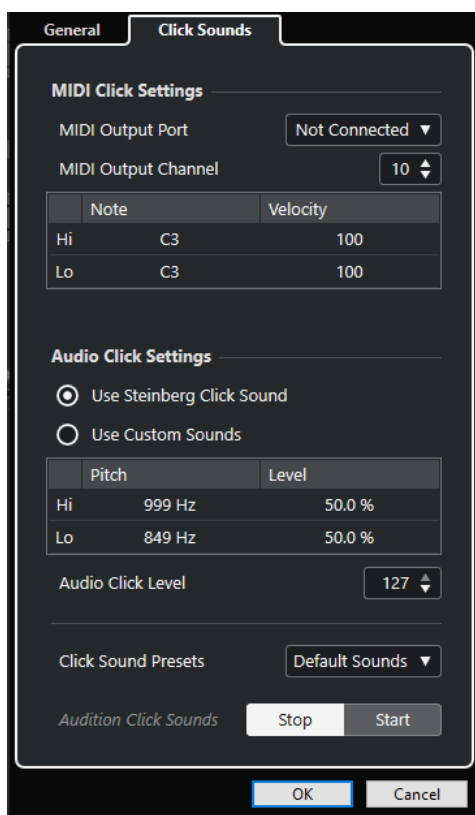 General Click Sounds
MIDI Click Settings
MIDI Output Port Not Connected
MIDI Output Channel 10
Note Velocity
Hi C3 100
Lo C3 100
Audio Click Settings
Use Steinberg Click Sound
Use Custom Sounds
Pitch Level
Hi 999 Hz 50.0 %
Lo 849 Hz 50.0 %
Audio Click Level 127
Click Sound Presets Default Sounds
Audition Click Sounds Stop Start
OK Cancel